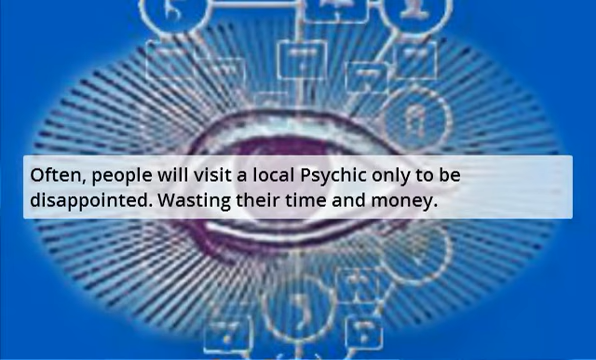 Often, people will visit a local Psychic only to be
disappointed. Wasting their time and money.